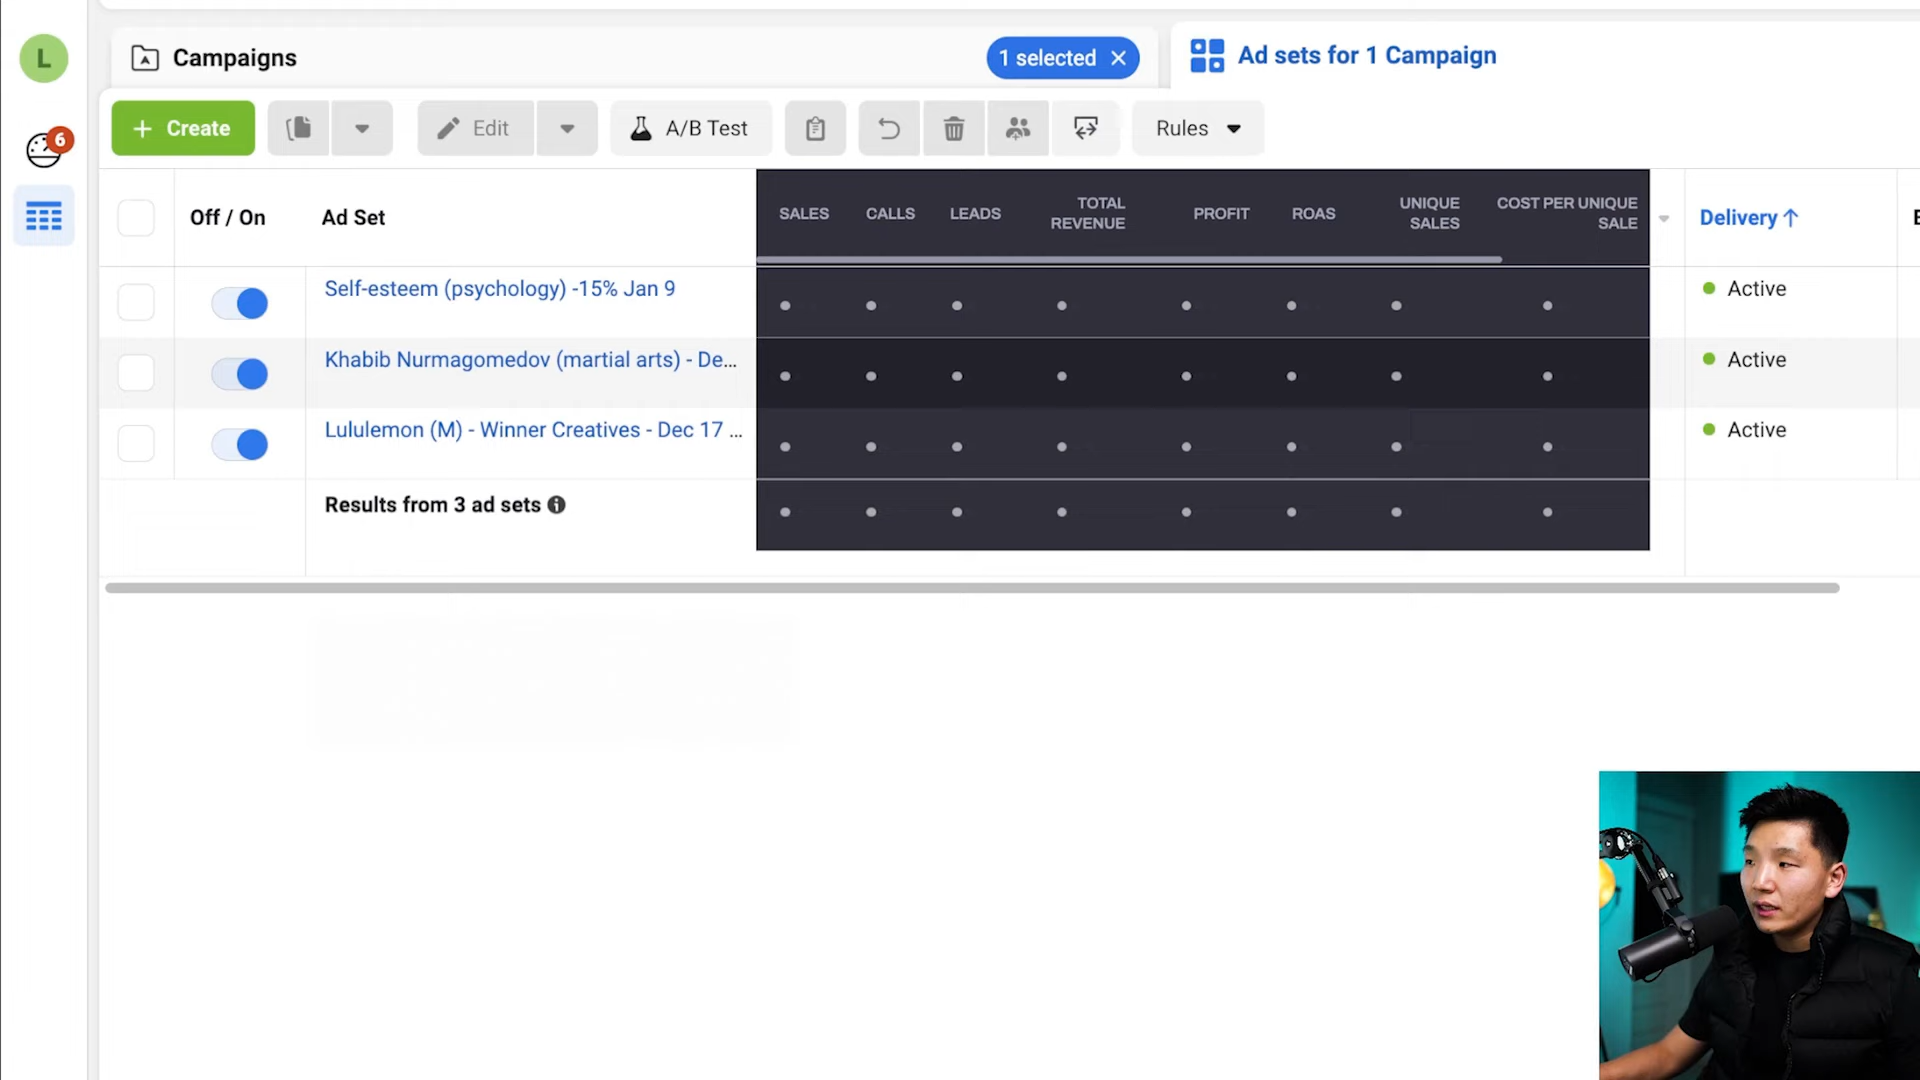 L
Campaigns
1 selected
Ad sets for 1 Campaign
6
Create
Edit
A/B Test
Rules
Off / On
Ad Set
SALES
CALLS
LEADS
TOTAL
REVENUE
PROFIT
ROAS
UNIQUE
SALES
COST PER UNIQUE
SALE
Delivery↑
Self-esteem (psychology) -15% Jan 9
Active
Khabib Nurmagomedov (martial arts) - De...
Active
Lululemon (M) - Winner Creatives - Dec 17 ...
Active
Results from 3 ad sets